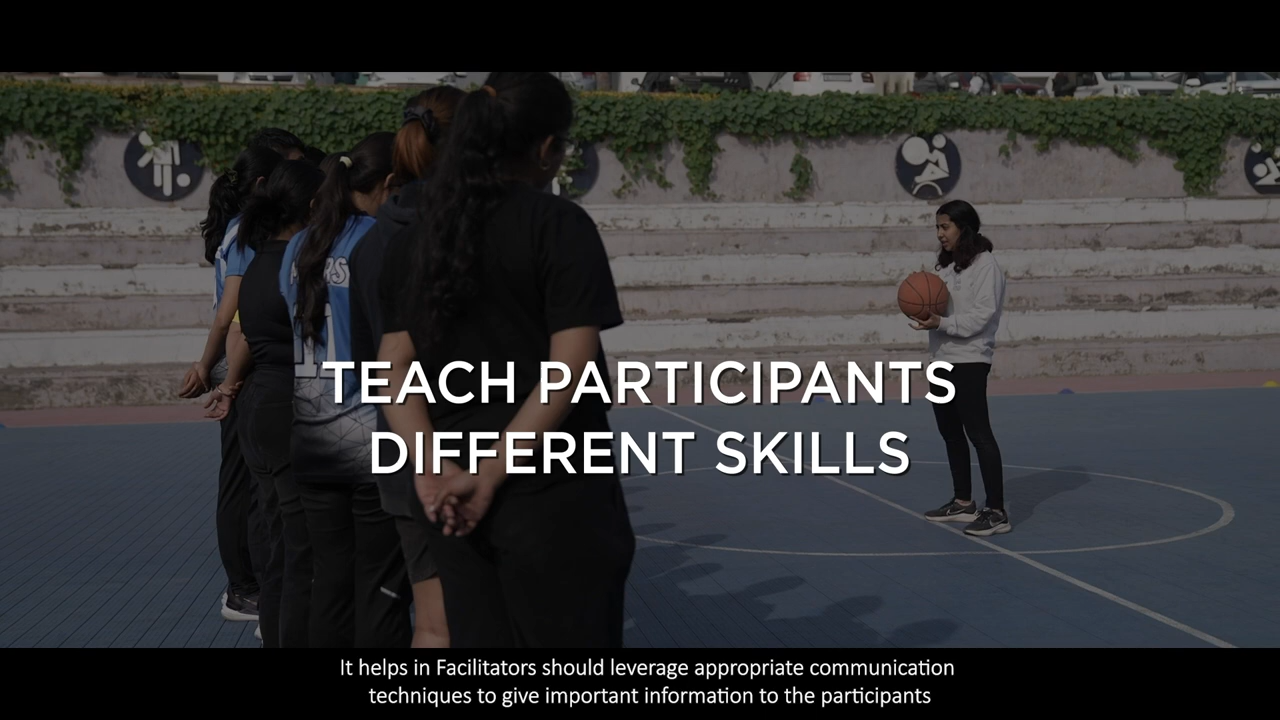 TEACH PARTICIPANTS
DIFFERENT SKILLS
It helps in Facilitators should leverage appropriate communication
techniques to give important information to the participants